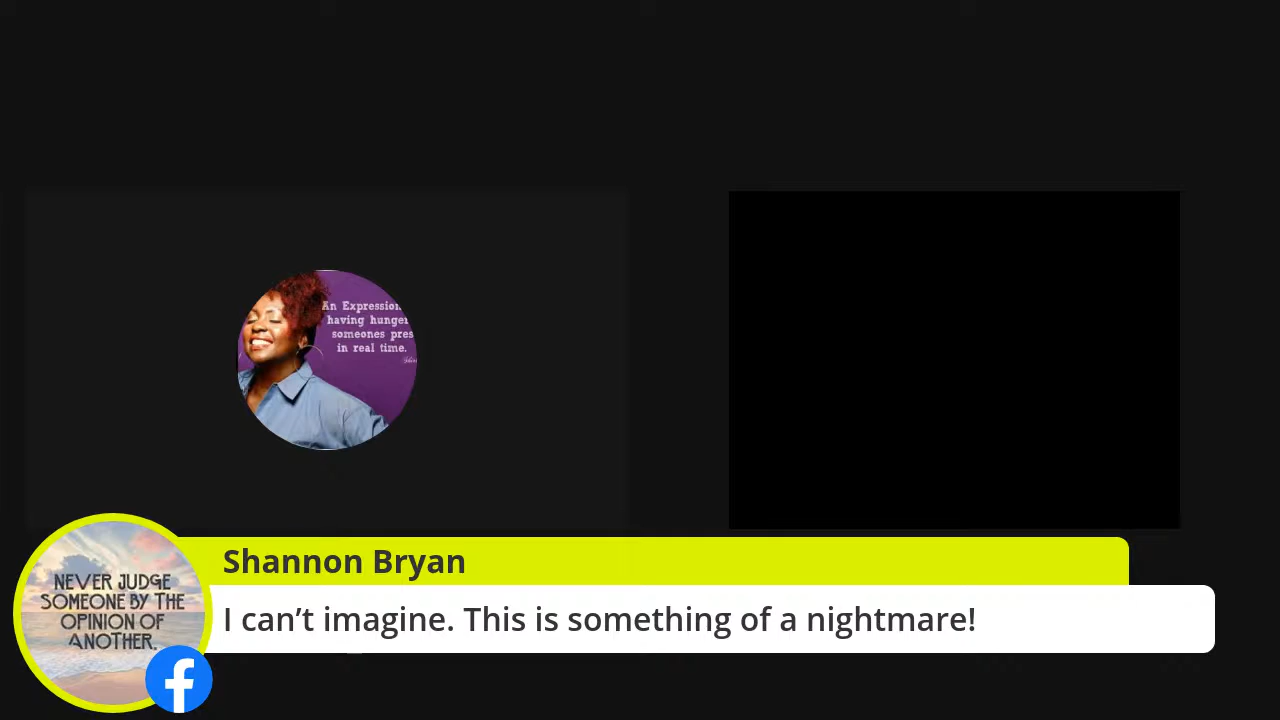 An Expression
having hunger
someones pres
in real time.
Shannon Bryan
I can’t imagine. This is something of a nightmare!
NEVER JUDGE
SOMEONE BY THE
OPINION OF
ANOTHER.